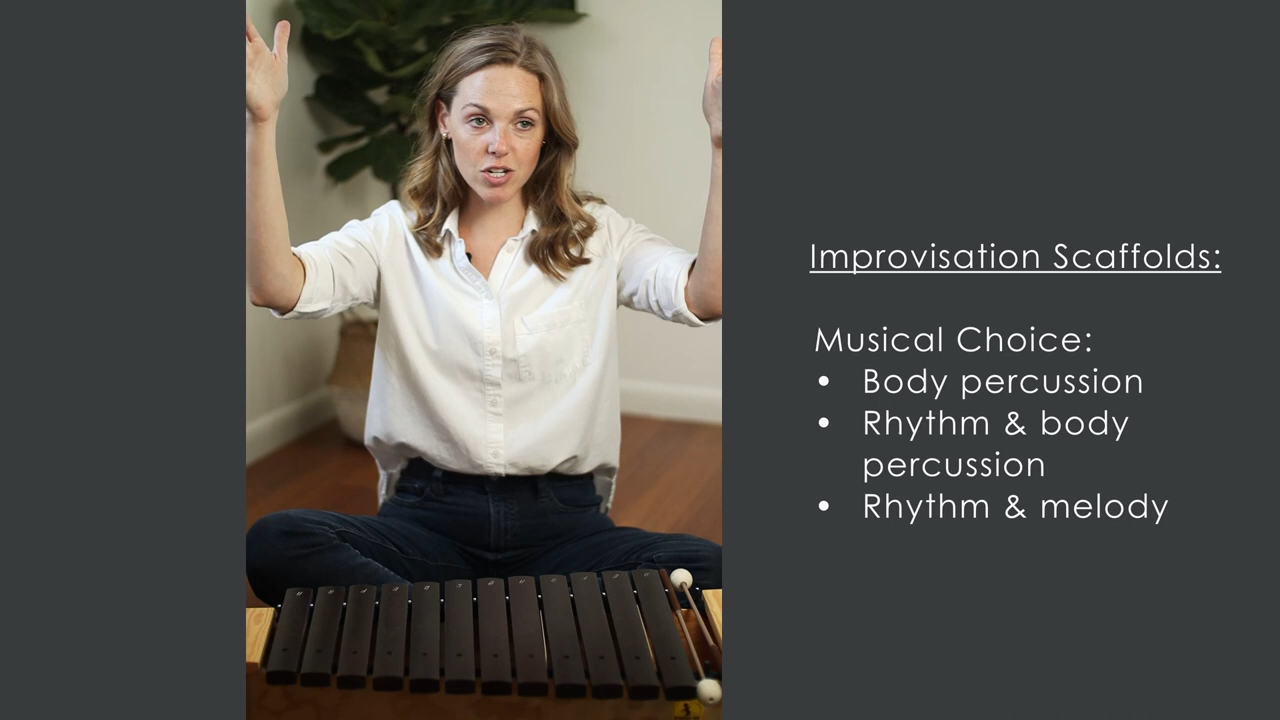 Improvisation Scaffolds:
Musical Choice:
• Body percussion
• Rhythm & body
percussion
• Rhythm & melody